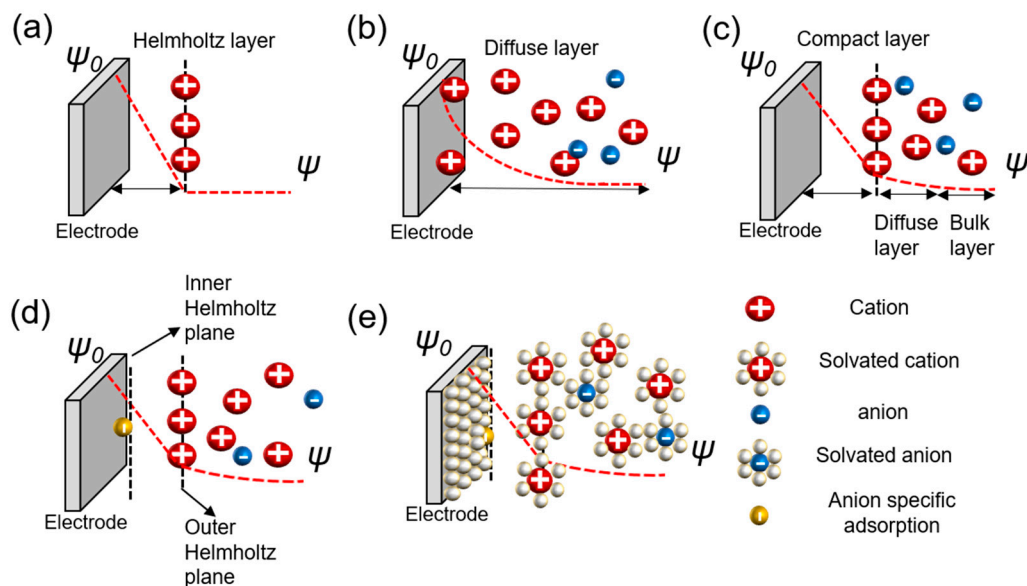 (a)
Helmholtz layer
ψ0
ψ
Electrode
(b)
Diffuse layer
ψ0
ψ
Electrode
(c)
Compact layer
ψ0
ψ
Electrode
Diffuse
layer
Bulk
layer
(d)
Inner
Helmholtz
plane
ψ0
ψ
Electrode
Outer
Helmholtz
plane
(e)
ψ0
ψ
Electrode
Cation
Solvated cation
anion
Solvated anion
Anion specific
adsorption